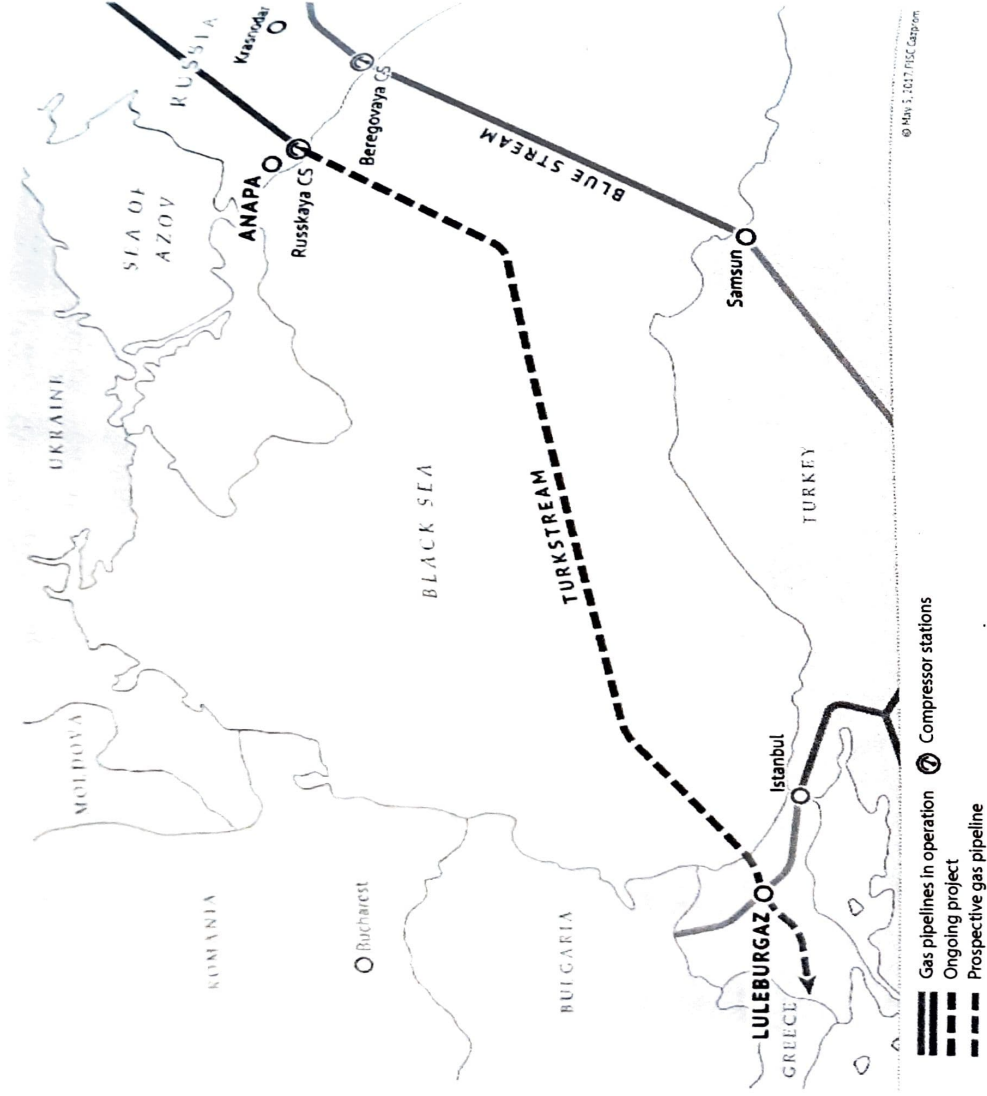 UKRAINE
MOLDOVA
ROMANIA
Bucharest
BULGARIA
GREECE
SEA OF
AZOV
RUSSIA
Krasnodar
ANAPA
Russkaya CS
Beregovaya CS
BLACK SEA
BLUE STREAM
TURKSTREAM
Samsun
TURKEY
Istanbul
LULEBURGAZ
Gas pipelines in operation
Compressor stations
Ongoing project
Prospective gas pipeline
© May 5, 2017 PJSC Gazprom